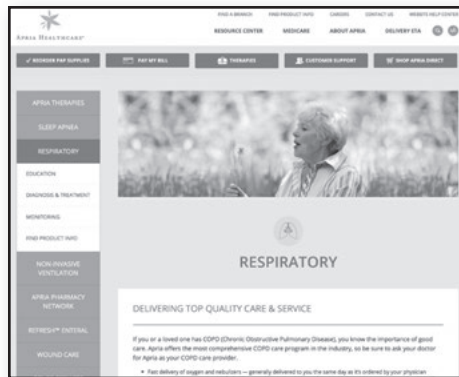 FIND A BRANCH FIND PRODUCT INFO CAREERS CONTACT US WEBSITE HELP CENTER
APRIA HEALTHCARE®
RESOURCE CENTER MEDICARE ABOUT APRIA DELIVERY ETA
REORDER PAP SUPPLIES PAY MY BILL THERAPIES CUSTOMER SUPPORT SHOP APRIA DIRECT
APRIA THERAPIES
SLEEP APNEA
RESPIRATORY
EDUCATION
DIAGNOSIS & TREATMENT
MONITORING
FIND PRODUCT INFO
NON-INVASIVE
VENTILATION
APRIA PHARMACY
NETWORK
REFRESH™ ENTERAL
WOUND CARE
RESPIRATORY
DELIVERING TOP QUALITY CARE & SERVICE
If you or a loved one has COPD (Chronic Obstructive Pulmonary Disease), you know the importance of good
care. Apria offers the most comprehensive COPD care program in the industry, so be sure to ask your doctor
for Apria as your COPD care provider.
• Fast delivery of oxygen and nebulizers — generally delivered to you the same day as it's ordered by your physician